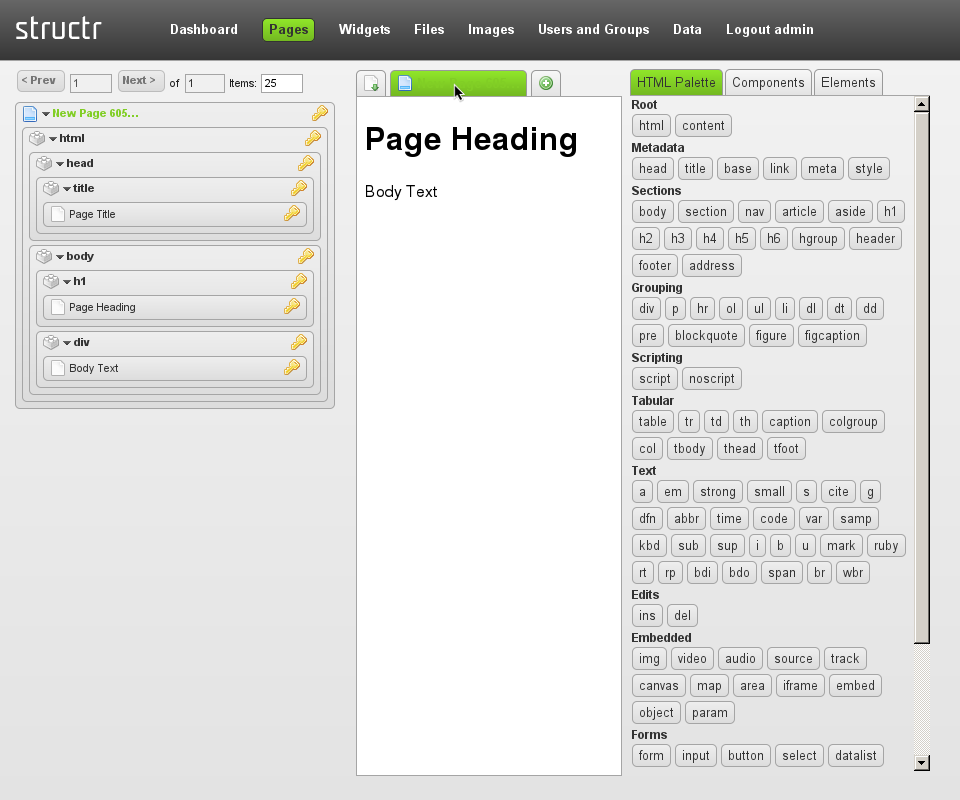 structr Dashboard Pages Widgets Files Images Users and Groups Data Logout admin
< Prev 1 Next > of 1 Items: 25
New Page 605...
html
head
title
Page Title
body
h1
Page Heading
div
Body Text
Page Heading
Body Text
HTML Palette Components Elements
Root
html content
Metadata
head title base link meta style
Sections
body section nav article aside h1
h2 h3 h4 h5 h6 hgroup header
footer address
Grouping
div p hr ol ul li dl dt dd
pre blockquote figure figcaption
Scripting
script noscript
Tabular
table tr td th caption colgroup
col tbody thead tfoot
Text
a em strong small s cite g
dfn abbr time code var samp
kbd sub sup i b u mark ruby
rt rp bdi bdo span br wbr
Edits
ins del
Embedded
img video audio source track
canvas map area iframe embed
object param
Forms
form input button select datalist